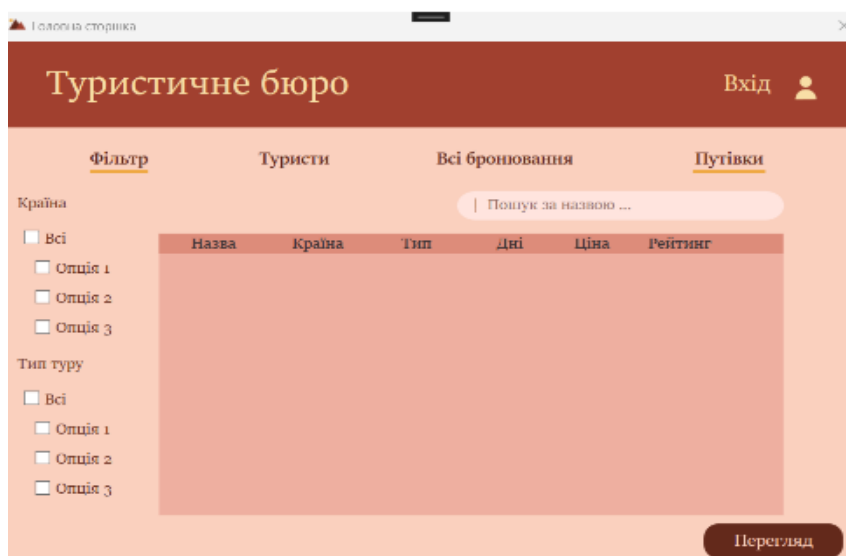 Головна сторінка
Туристичне бюро
Вхід
Фільтр Туристи Всі бронювання Путівки
Країна
Пошук за назвою ...
Всі
Назва Країна Тип Дні Ціна Рейтинг
Опція 1
Опція 2
Опція 3
Тип туру
Всі
Опція 1
Опція 2
Опція 3
Перегляд